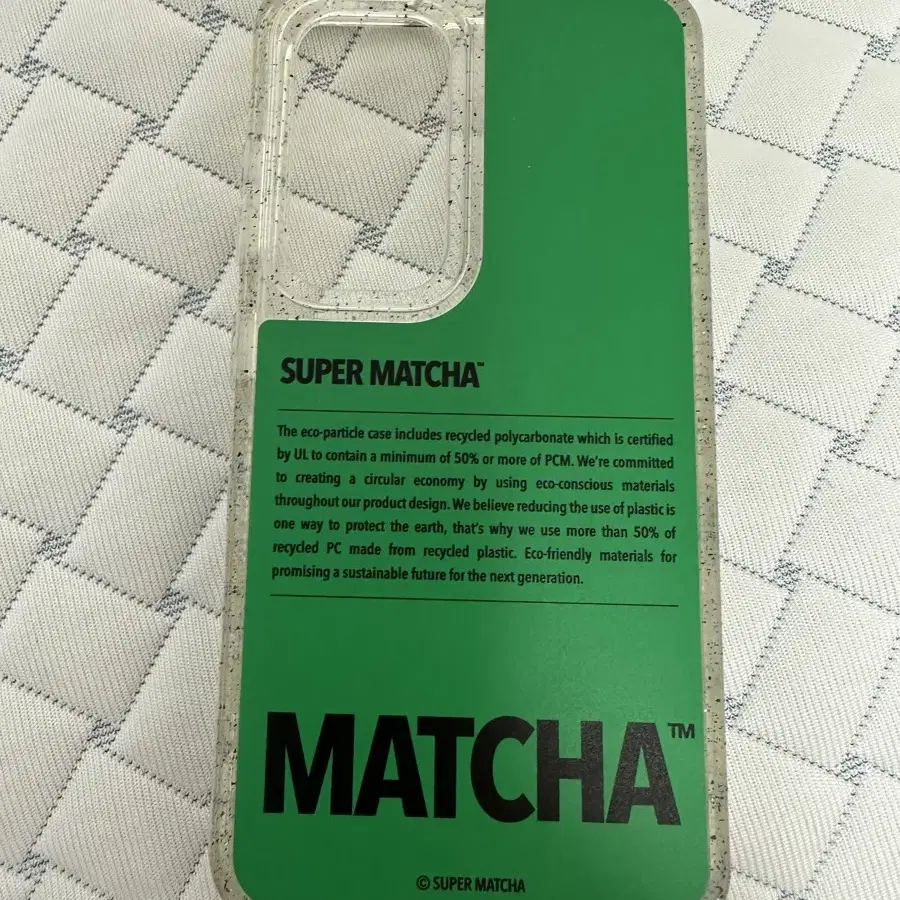 SUPER MATCHA™
The eco-particle case includes recycled polycarbonate which is certified
by UL to contain a minimum of 50% or more of PCM. We're committed
to creating a circular economy by using eco-conscious materials
throughout our product design. We believe reducing the use of plastic is
one way to protect the earth, that's why we use more than 50% of
recycled PC made from recycled plastic. Eco-friendly materials for
promising a sustainable future for the next generation.
MATCHA™
© SUPER MATCHA